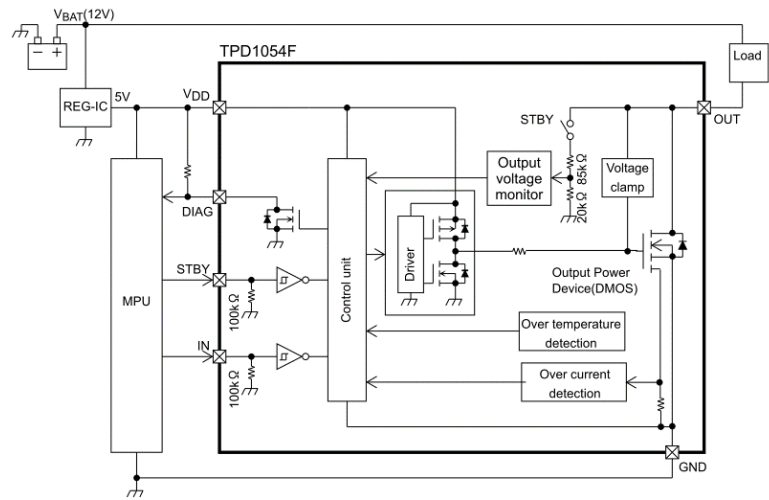 VBAT(12V)
− +
TPD1054F
Load
REG-IC
5V
VDD
OUT
STBY
Output
voltage
monitor
85kΩ
20kΩ
Voltage
clamp
DIAG
MPU
STBY
100kΩ
Control unit
Driver
Output Power
Device(DMOS)
IN
100kΩ
Over temperature
detection
Over current
detection
GND